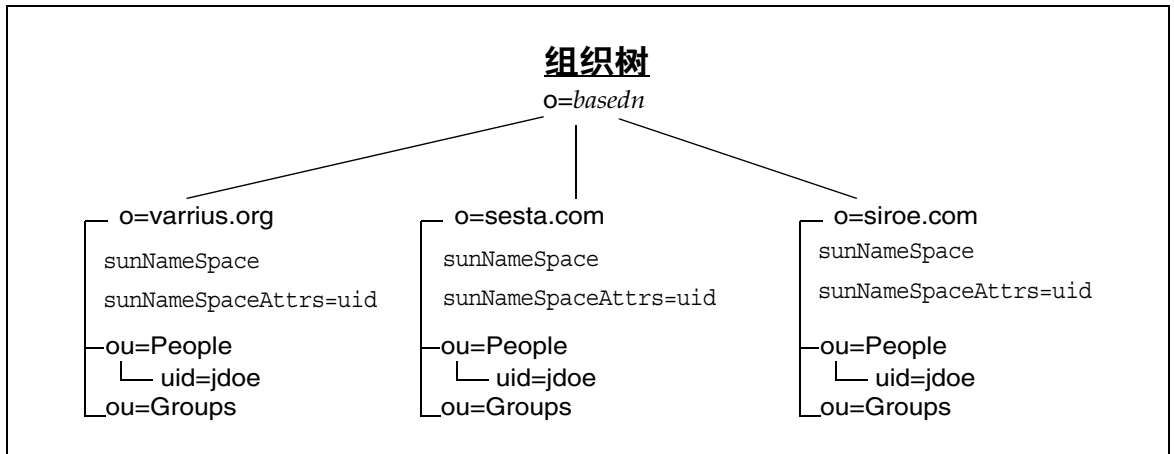 组织树
o=basedn
o=varrius.org
sunNameSpace
sunNameSpaceAttrs=uid
ou=People
uid=jdoe
ou=Groups
o=sesta.com
sunNameSpace
sunNameSpaceAttrs=uid
ou=People
uid=jdoe
ou=Groups
o=siroe.com
sunNameSpace
sunNameSpaceAttrs=uid
ou=People
uid=jdoe
ou=Groups